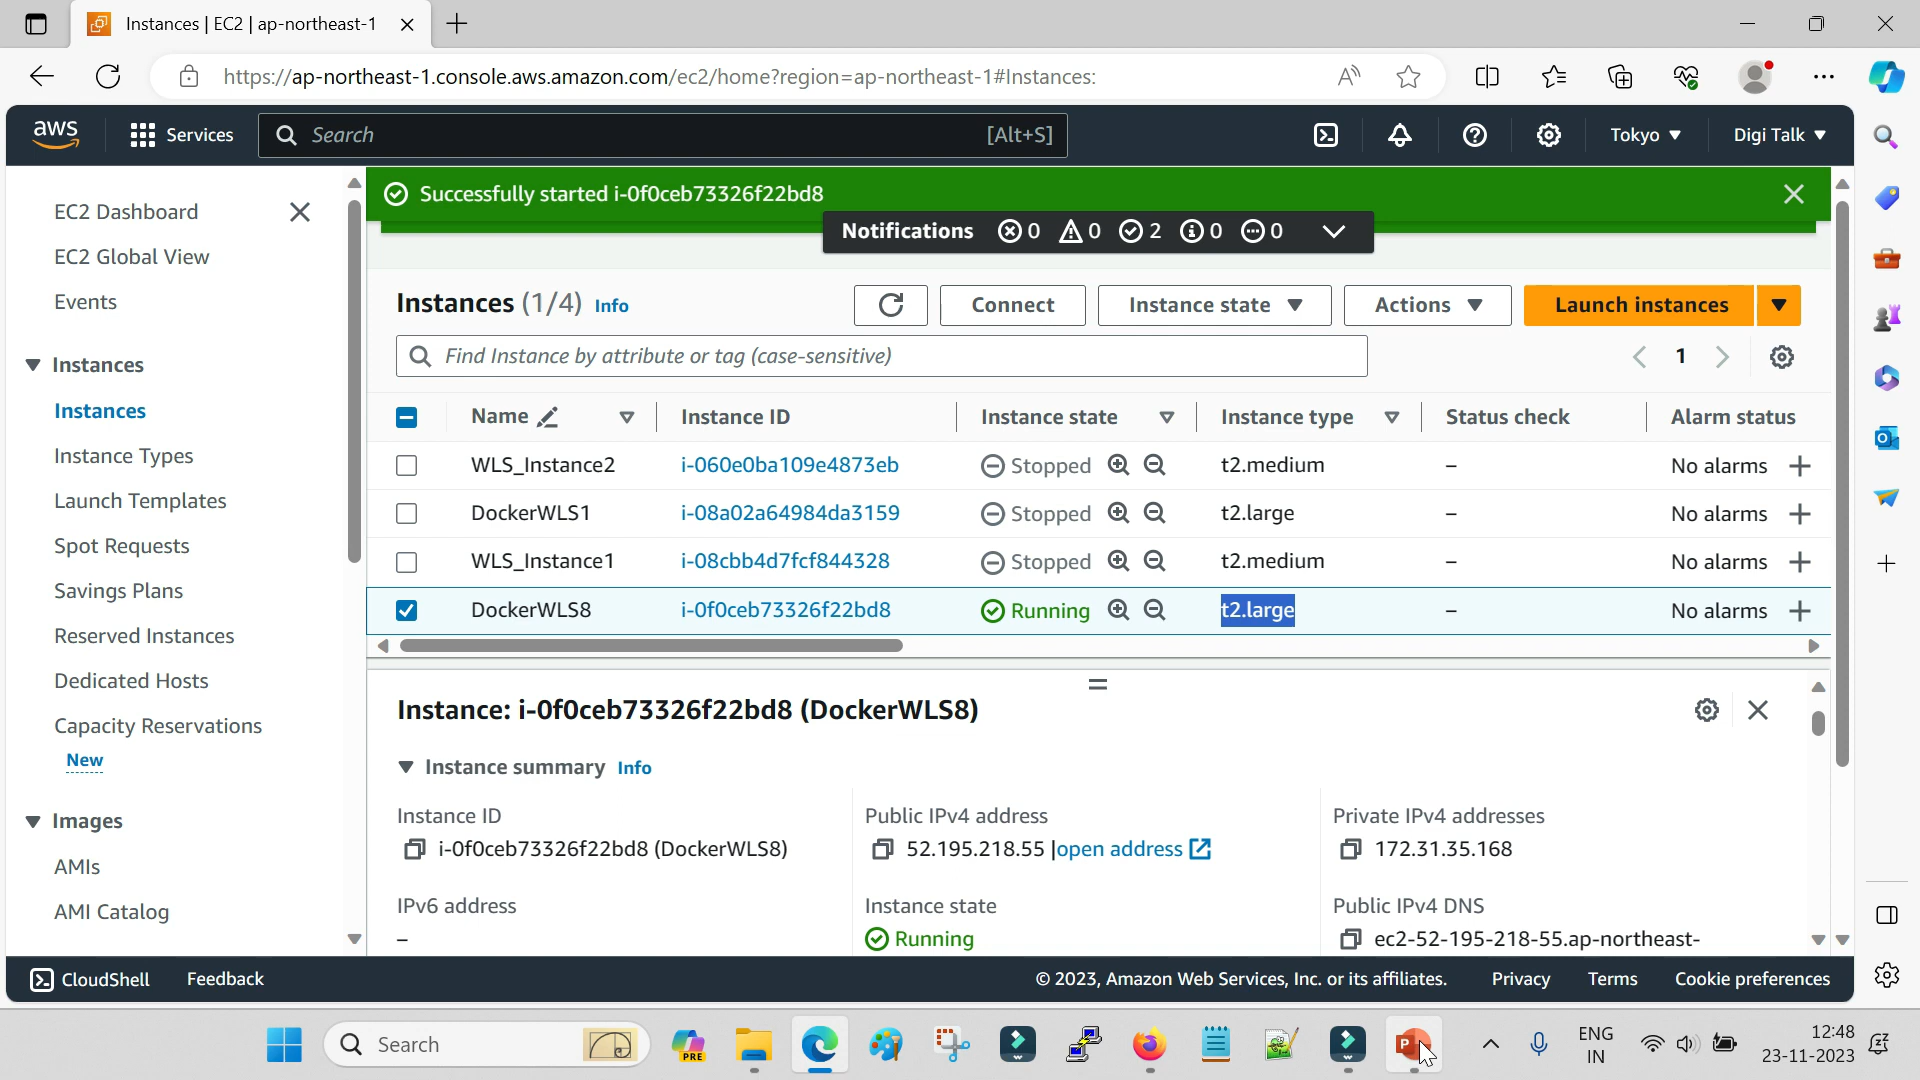 Instances | EC2 | ap-northeast-1
https://ap-northeast-1.console.aws.amazon.com/ec2/home?region=ap-northeast-1#Instances:
aws Services Search [Alt+S] Tokyo Digi Talk
Successfully started i-0f0ceb73326f22bd8
Notifications 0 0 2 0 0
EC2 Dashboard
EC2 Global View
Events
Instances
Instances
Instance Types
Launch Templates
Spot Requests
Savings Plans
Reserved Instances
Dedicated Hosts
Capacity Reservations
New
Images
AMIs
AMI Catalog
Instances (1/4) Info Connect Instance state Actions Launch instances
Find Instance by attribute or tag (case-sensitive) 1
Name Instance ID Instance state Instance type Status check Alarm status
WLS_Instance2 i-060e0ba109e4873eb Stopped t2.medium – No alarms
DockerWLS1 i-08a02a64984da3159 Stopped t2.large – No alarms
WLS_Instance1 i-08cbb4d7fcf844328 Stopped t2.medium – No alarms
DockerWLS8 i-0f0ceb73326f22bd8 Running t2.large – No alarms
Instance: i-0f0ceb73326f22bd8 (DockerWLS8)
Instance summary Info
Instance ID Public IPv4 address Private IPv4 addresses
i-0f0ceb73326f22bd8 (DockerWLS8) 52.195.218.55 |open address 172.31.35.168
IPv6 address Instance state Public IPv4 DNS
– Running ec2-52-195-218-55.ap-northeast-
CloudShell Feedback © 2023, Amazon Web Services, Inc. or its affiliates. Privacy Terms Cookie preferences
Search PRE ENG 12:48
IN 23-11-2023